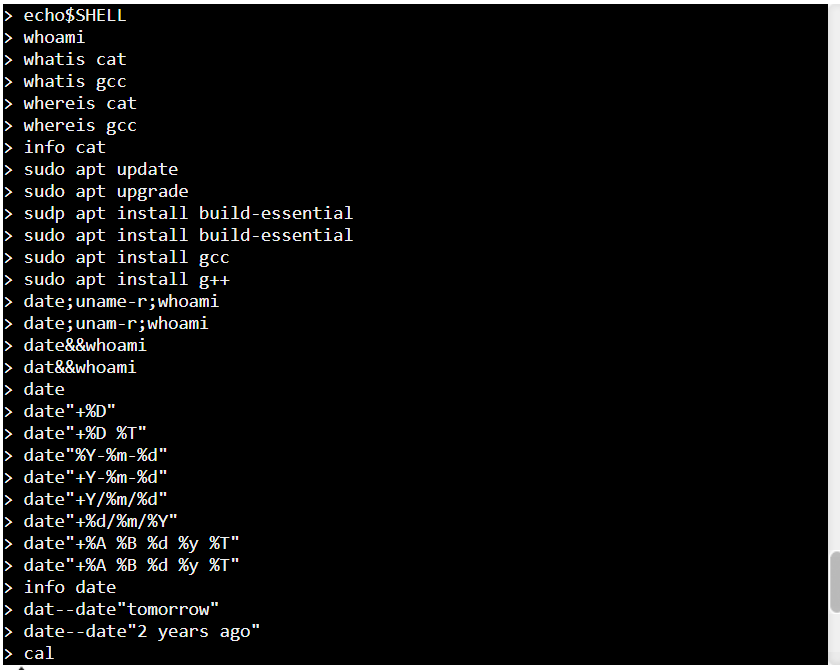 > echo$SHELL
> whoami
> whatis cat
> whatis gcc
> whereis cat
> whereis gcc
> info cat
> sudo apt update
> sudo apt upgrade
> sudp apt install build-essential
> sudo apt install build-essential
> sudo apt install gcc
> sudo apt install g++
> date;uname-r;whoami
> date;unam-r;whoami
> date&&whoami
> dat&&whoami
> date
> date"+%D"
> date"+%D %T"
> date"%Y-%m-%d"
> date"+Y-%m-%d"
> date"+Y/%m/%d"
> date"+%d/%m/%Y"
> date"+%A %B %d %y %T"
> date"+%A %B %d %y %T"
> info date
> dat--date"tomorrow"
> date--date"2 years ago"
> cal